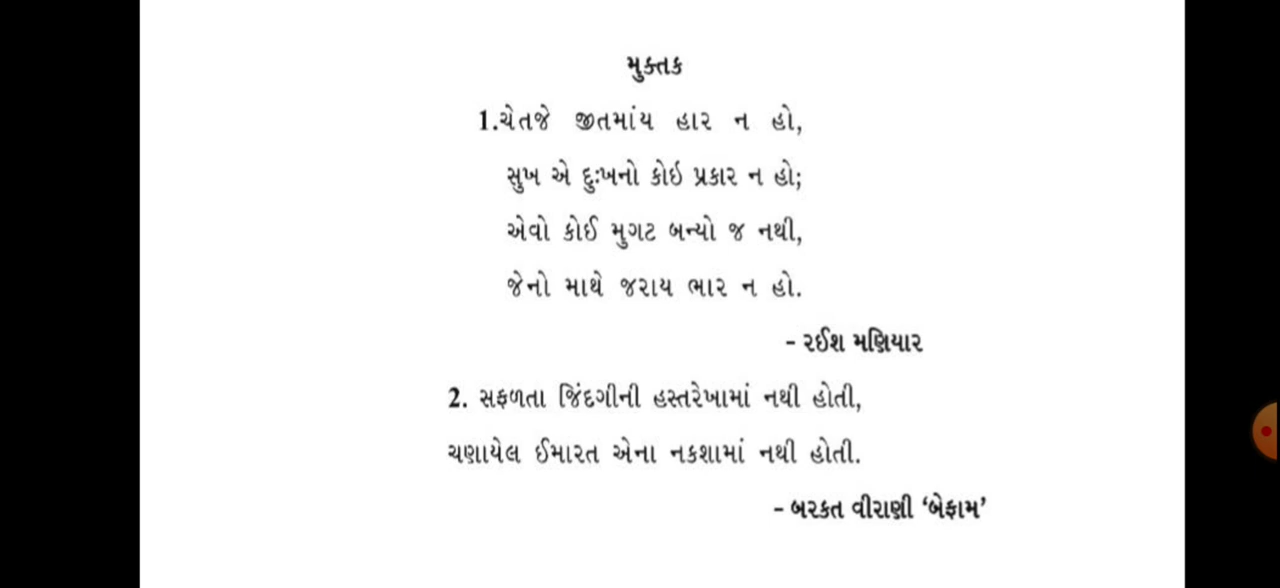 મુક્તક
1.ચેતજે જીતમાંય હાર ન હો,
સુખ એ દુઃખનો કોઇ પ્રકાર ન હો;
એવો કોઈ મુગટ બન્યો જ નથી,
જેનો માથે જરાય ભાર ન હો.
- રઈશ મણિયાર
2. સફળતા જિંદગીની હસ્તરેખામાં નથી હોતી,
ચણાયેલ ઈમારત એના નકશામાં નથી હોતી.
- બરકત વીરાણી ‘બેફામ’